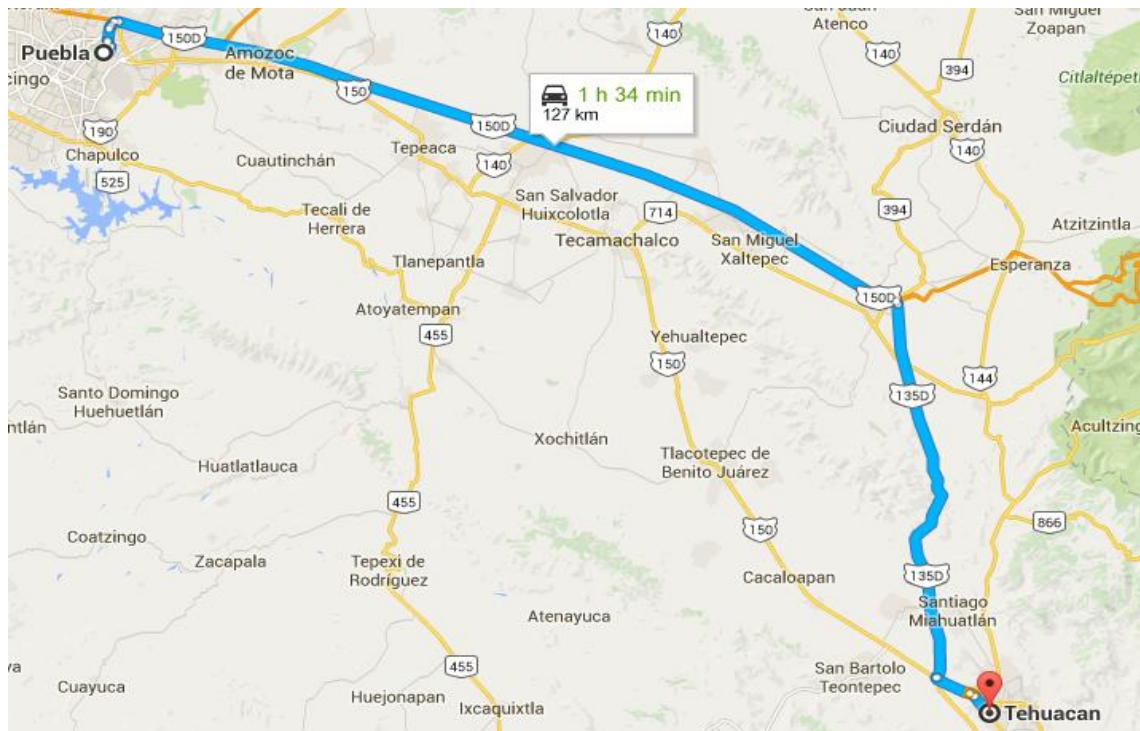 San Juan
Atenco
San Miguel
Zoapan
Puebla
150D
Amozoc
de Mota
140
140
394
Citlaltépetl
cingo
150
1 h 34 min
127 km
150D
Ciudad Serdán
190
Chapulco
Cuautinchán
Tepeaca
140
140
525
San Salvador
Huixcolotla
394
Tecali de
Herrera
714
Tecamachalco
San Miguel
Xaltepec
Atzitzintla
Tlanepantla
Esperanza
150D
Atoyatempan
455
Yehualtepec
150
144
Santo Domingo
Huehuetlán
135D
ntlán
Xochitlán
Acultzing
Tlacotepec de
Benito Juárez
Huatlatlauca
455
866
Coatzingo
150
Zacapala
Tepexi de
Rodríguez
Cacaloapan
135D
Atenayuca
Santiago
Miahuatlán
va
455
San Bartolo
Teontepec
Cuayuca
Huejonapan
Ixcaquixtla
Tehuacan